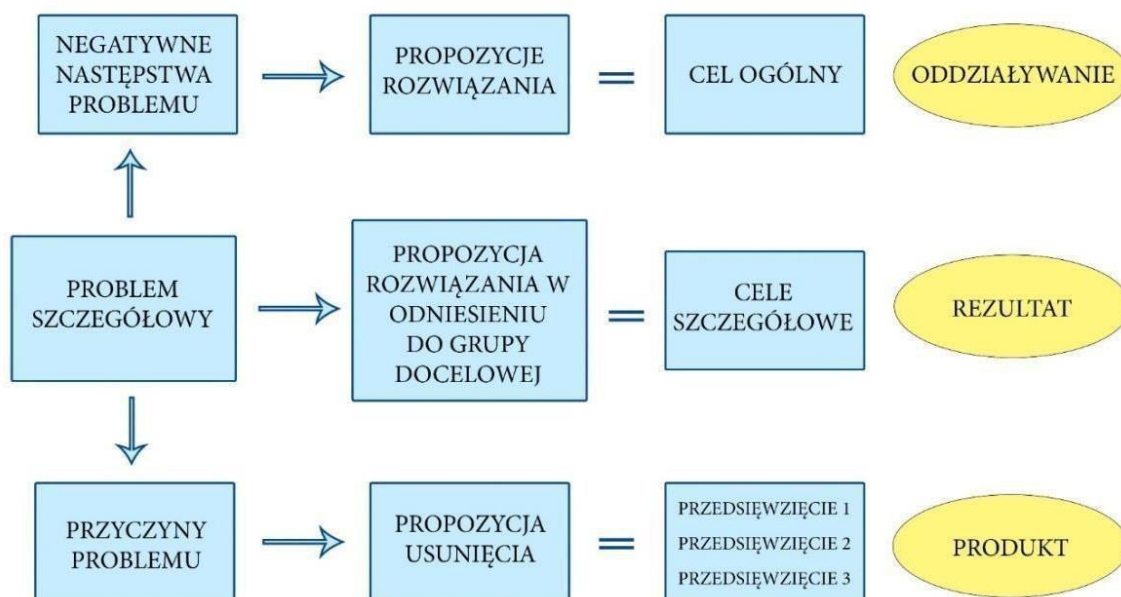 NEGATYWNE
NASTĘPSTWA
PROBLEMU
PROPOZYCJE
ROZWIĄZANIA
=
CEL OGÓLNY
ODDZIAŁYWANIE
PROBLEM
SZCZEGÓŁOWY
PROPOZYCJA
ROZWIĄZANIA W
ODNIESIENIU
DO GRUPY
DOCELOWEJ
=
CELE
SZCZEGÓŁOWE
REZULTAT
PRZYCZYNY
PROBLEMU
PROPOZYCJA
USUNIĘCIA
=
PRZEDSIĘWZIĘCIE 1
PRZEDSIĘWZIĘCIE 2
PRZEDSIĘWZIĘCIE 3
PRODUKT